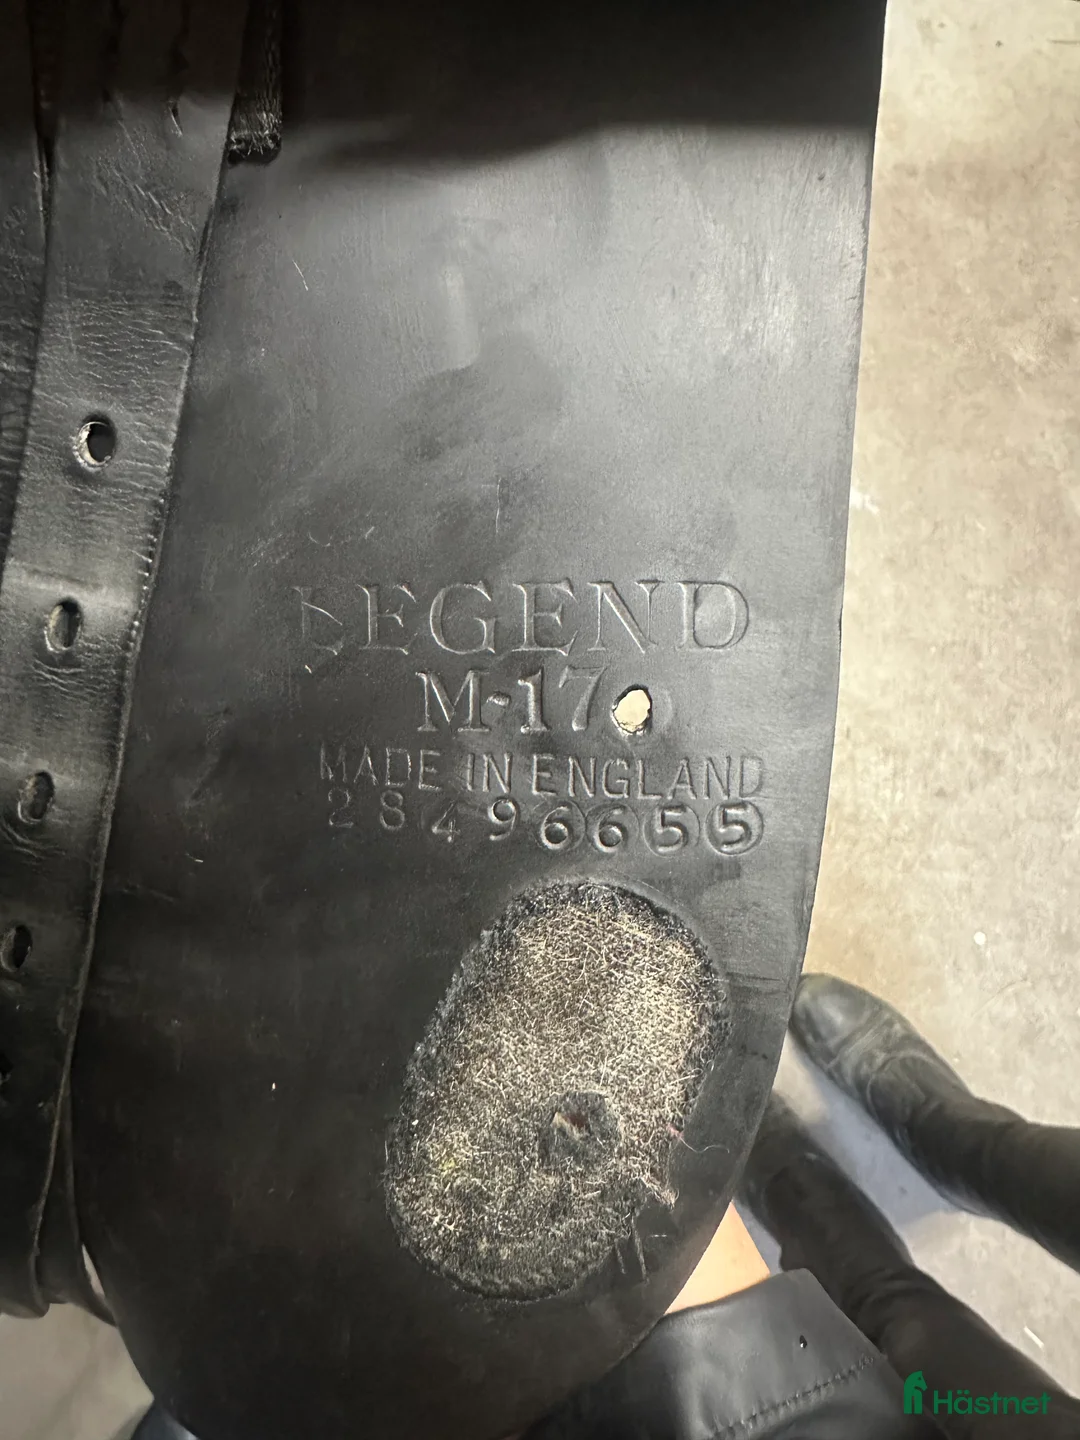 LEGEND
M-17
MADE IN ENGLAND
28496655
Hästnet